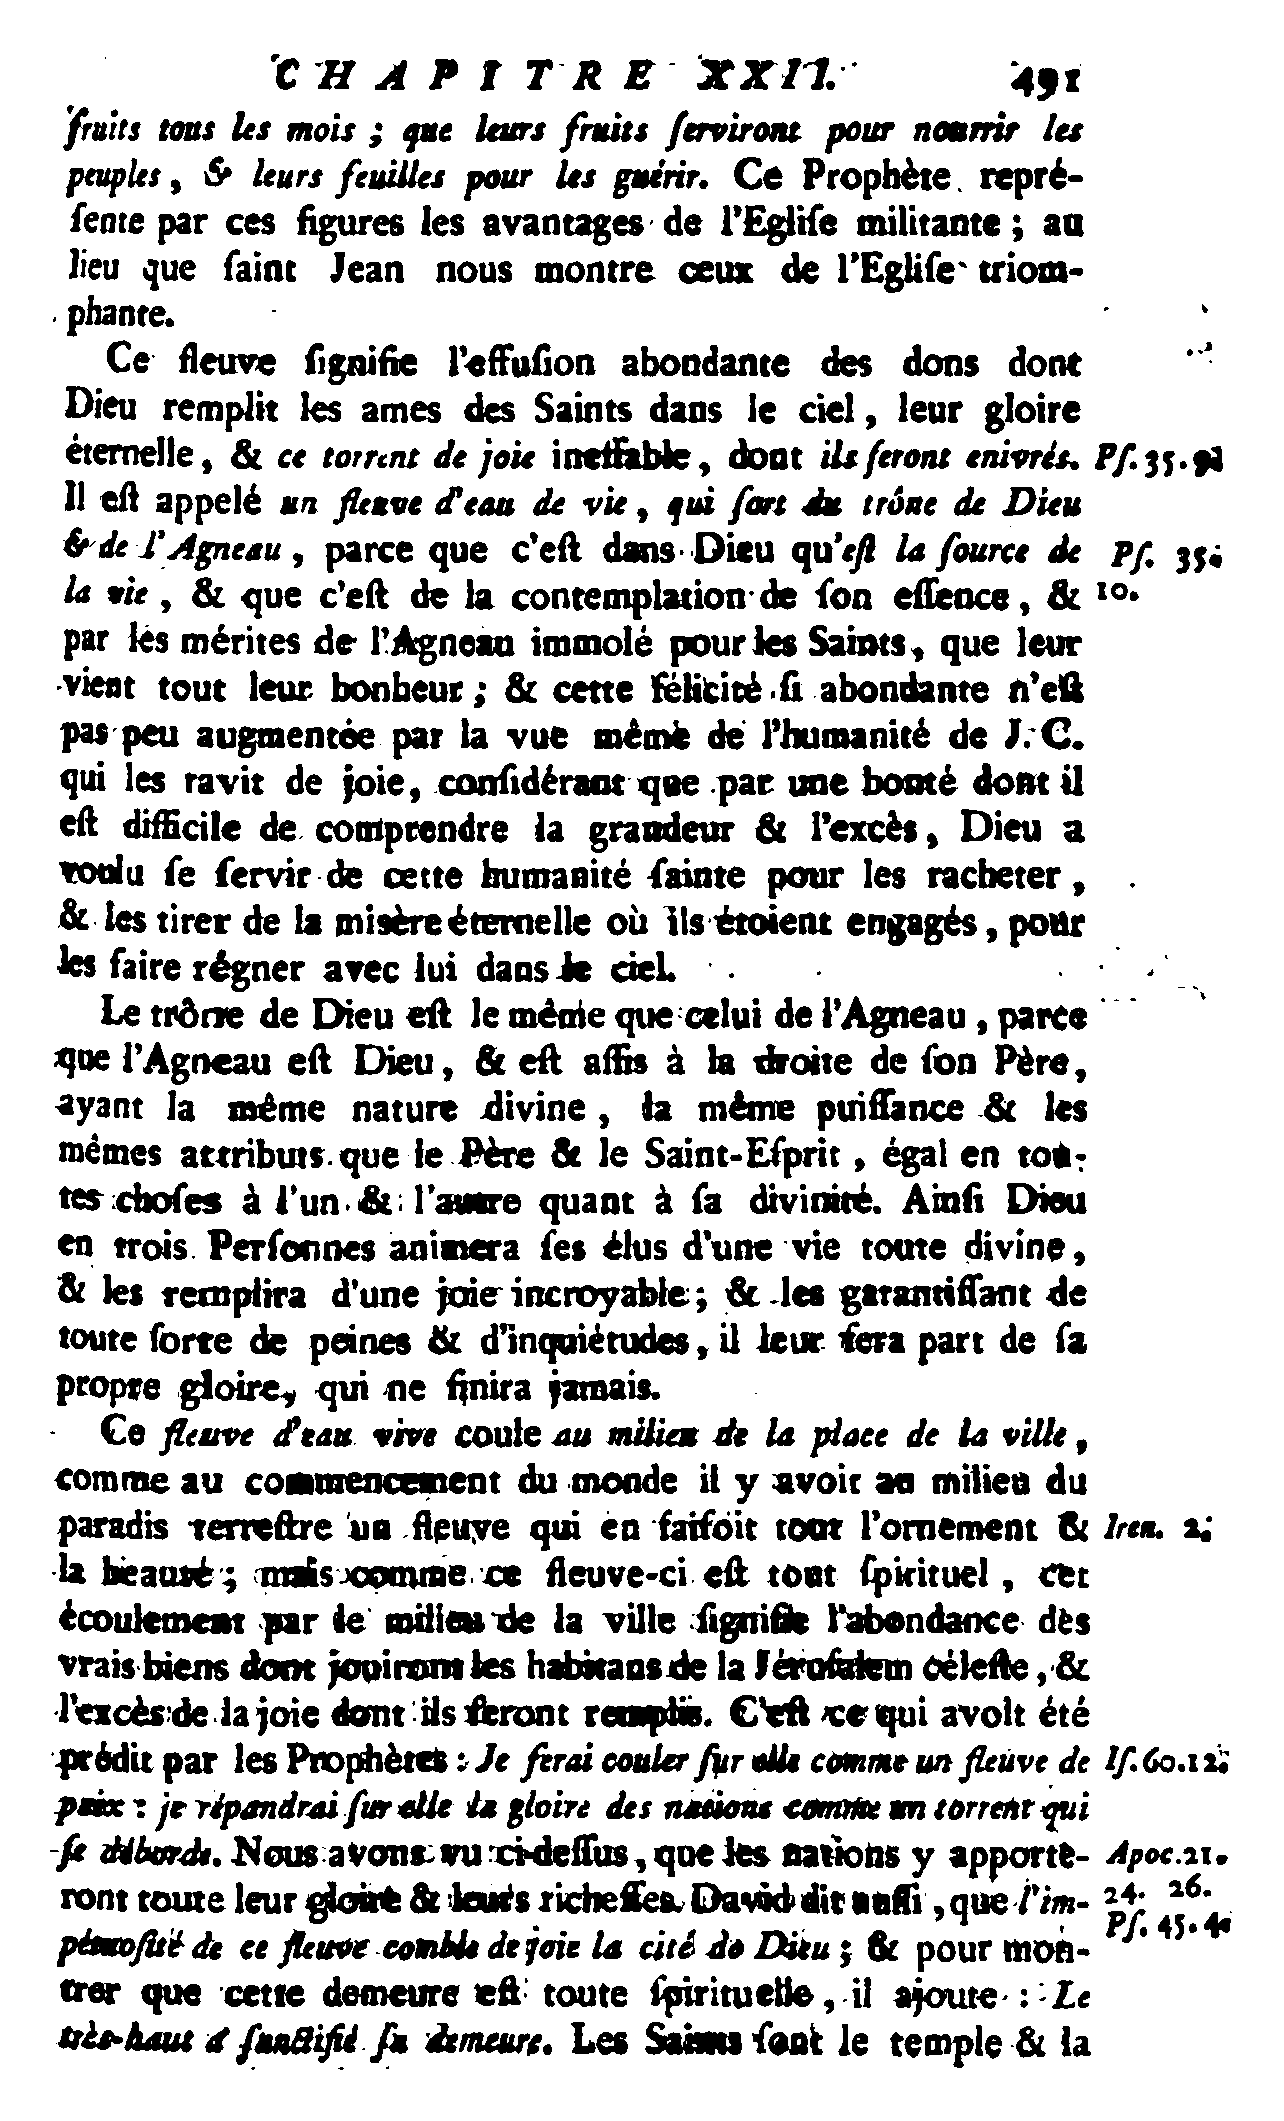 CHAPITRE XXII. 491
fruits tous les mois ; que leurs fruits ſerviront pour nourrir les
peuples, & leurs feuilles pour les guérir. Ce Prophète repré-
ſente par ces figures les avantages de l'Egliſe militante ; au
lieu que ſaint Jean nous montre ceux de l'Egliſe triom-
phante.
Ce fleuve ſignifie l'effuſion abondante des dons dont
Dieu remplit les ames des Saints dans le ciel, leur gloire
éternelle, & ce torrent de joie ineffable, dont ils ſeront enivrés. Pſ. 35. 9.
Il eſt appelé un fleuve d'eau de vie, qui ſort du trône de Dieu
& de l'Agneau, parce que c'eſt dans Dieu qu'eſt la ſource de Pſ. 35.
la vie, & que c'eſt de la contemplation de ſon eſſence, & 10.
par les mérites de l'Agneau immolé pour les Saints, que leur
vient tout leur bonheur ; & cette félicité ſi abondante n'eſt
pas peu augmentée par la vue même de l'humanité de J. C.
qui les ravit de joie, conſidérant que par une bonté dont il
eſt difficile de comprendre la grandeur & l'excès, Dieu a
voulu ſe ſervir de cette humanité ſainte pour les racheter,
& les tirer de la misère éternelle où ils étoient engagés, pour
les faire régner avec lui dans le ciel.
Le trône de Dieu eſt le même que celui de l'Agneau, parce
que l'Agneau eſt Dieu, & eſt aſſis à la droite de ſon Père,
ayant la même nature divine, la même puiſſance & les
mêmes attributs que le Père & le Saint-Eſprit, égal en tou-
tes choſes à l'un & l'autre quant à ſa divinité. Ainſi Dieu
en trois Perſonnes animera ſes élus d'une vie toute divine,
& les remplira d'une joie incroyable ; & les garantiſſant de
toute ſorte de peines & d'inquiétudes, il leur fera part de ſa
propre gloire, qui ne finira jamais.
Ce fleuve d'eau vive coule au milieu de la place de la ville,
comme au commencement du monde il y avoit au milieu du
paradis terreſtre un fleuve qui en faiſoit tout l'ornement & Iren. 2.
la beauté ; mais comme ce fleuve-ci eſt tout ſpirituel, cet
écoulement par le milieu de la ville ſignifie l'abondance des
vrais biens dont jouiront les habitans de la Jéruſalem céleſte, &
l'excès de la joie dont ils ſeront remplis. C'eſt ce qui avoit été
prédit par les Prophètes : Je ferai couler ſur elle comme un fleuve de Iſ. 60. 12.
paix : je répandrai ſur elle la gloire des nations comme un torrent qui
ſe déborde. Nous avons vu ci-deſſus, que les nations y apporte- Apoc. 21.
ront toute leur gloire & leurs richeſſes. David dit auſſi, que l'im- 24. 26.
pétuoſité de ce fleuve comble de joie la cité de Dieu ; & pour mon- Pſ. 45. 4.
trer que cette demeure eſt toute ſpirituelle, il ajoute : Le
très-haut a ſanctifié ſa demeure. Les Saints ſont le temple & la